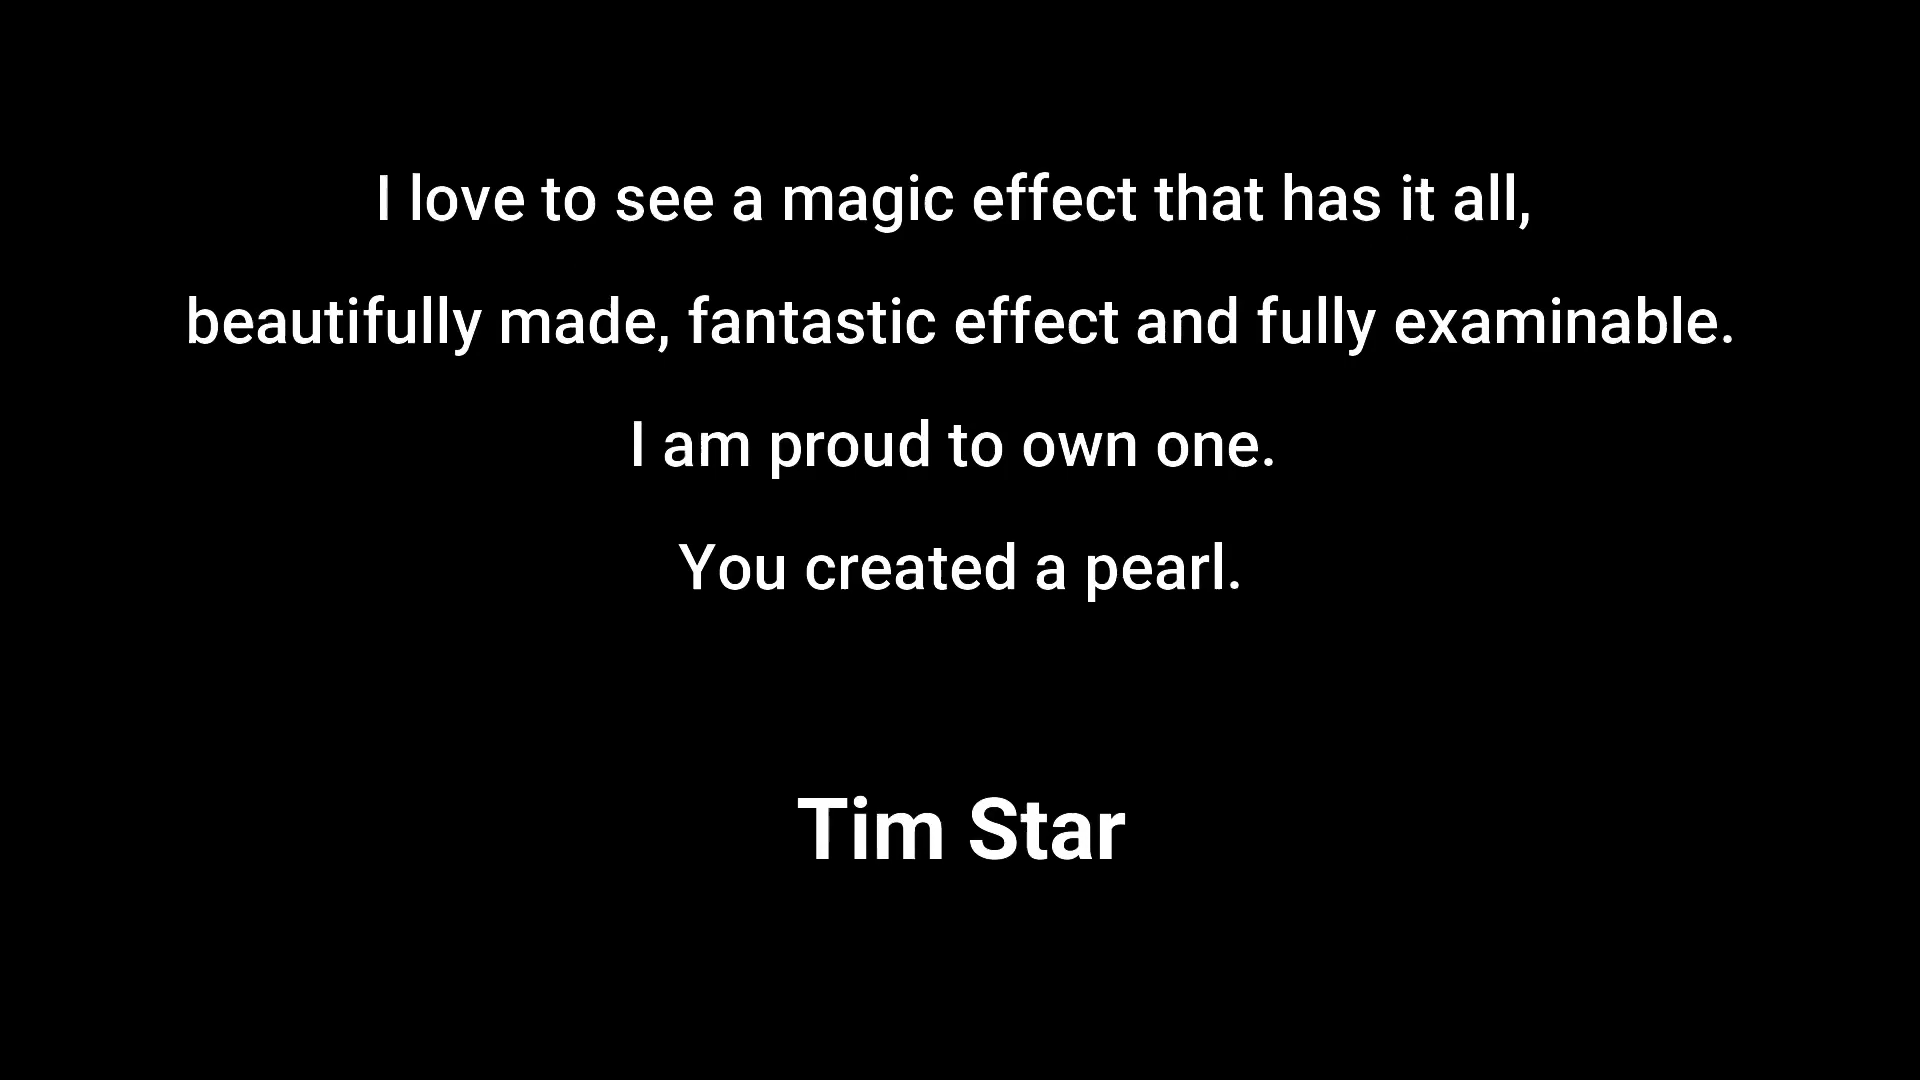 I love to see a magic effect that has it all,
beautifully made, fantastic effect and fully examinable.
I am proud to own one.
You created a pearl.
Tim Star